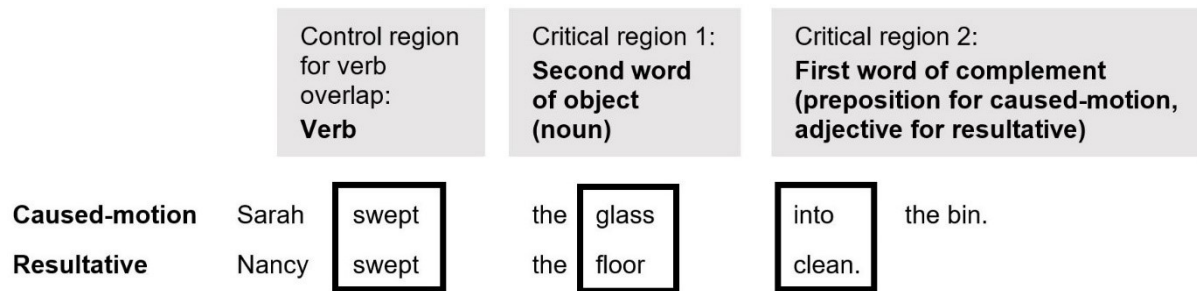 Control region
for verb
overlap:
Verb
Critical region 1:
Second word
of object
(noun)
Critical region 2:
First word of complement
(preposition for caused-motion,
adjective for resultative)
Caused-motion Sarah swept the glass into the bin.
Resultative Nancy swept the floor clean.